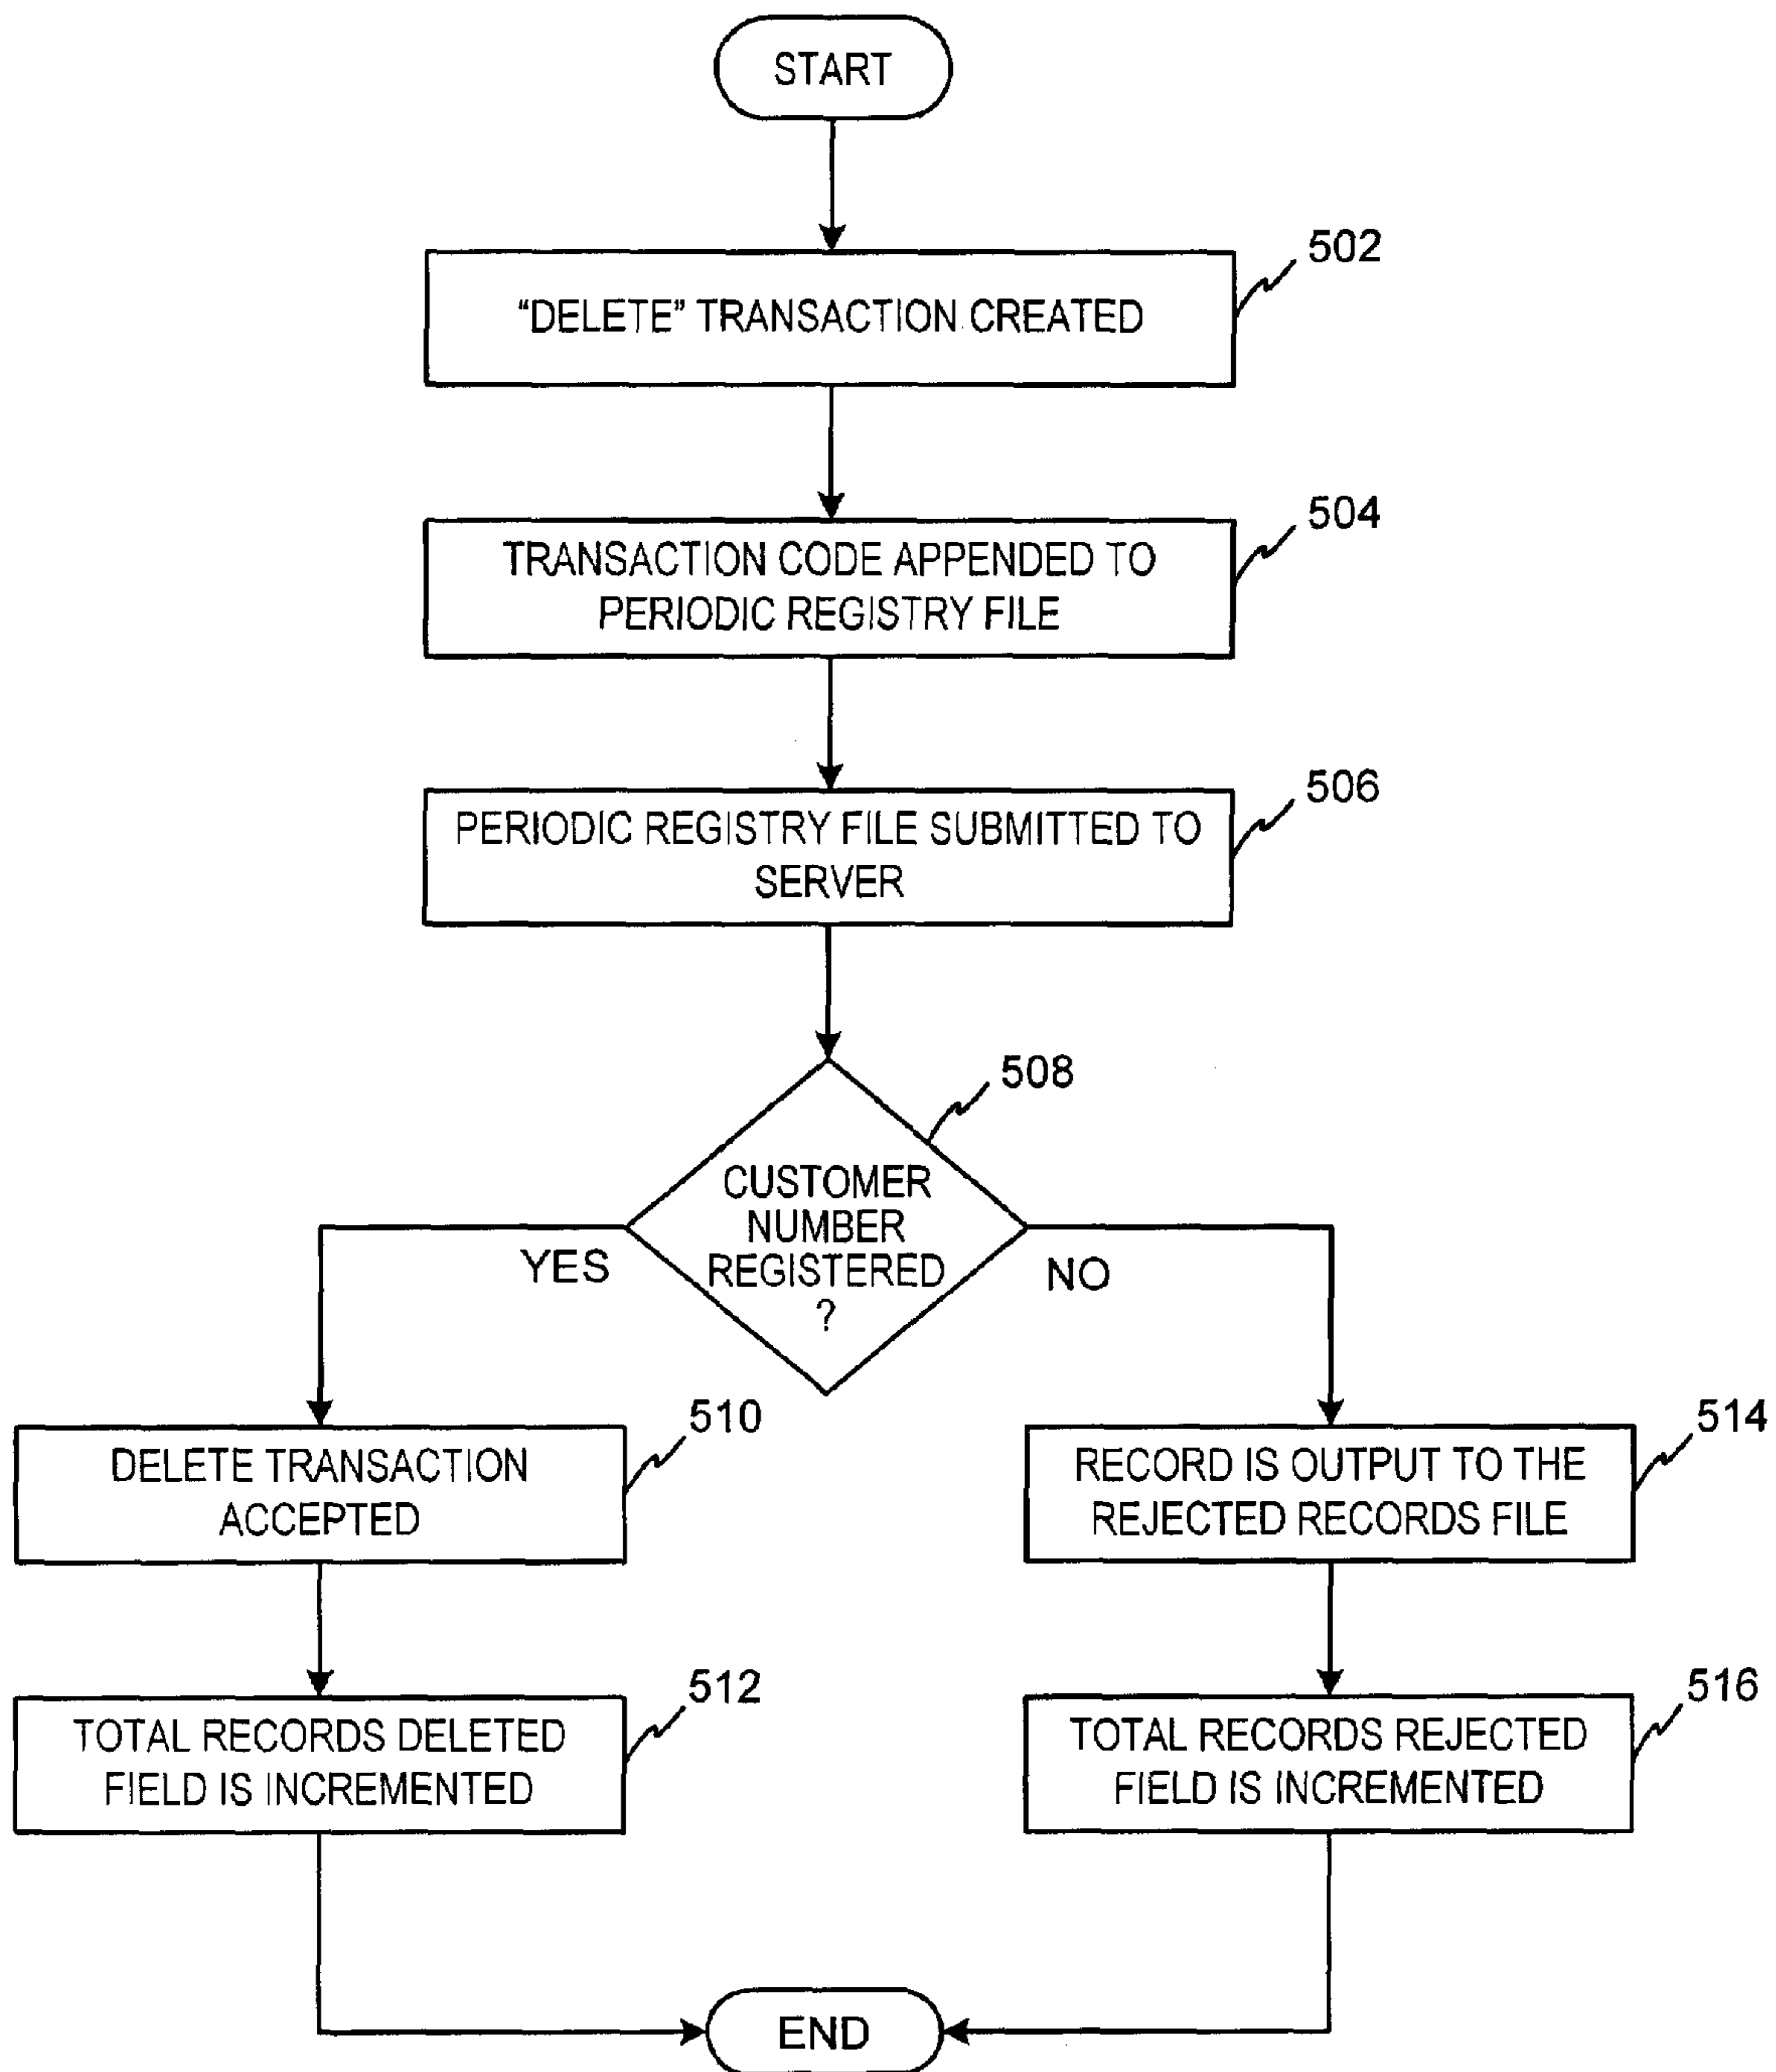 START
502
“DELETE” TRANSACTION CREATED
504
TRANSACTION CODE APPENDED TO
PERIODIC REGISTRY FILE
506
PERIODIC REGISTRY FILE SUBMITTED TO
SERVER
508
CUSTOMER
NUMBER
REGISTERED
?
YES
NO
510
DELETE TRANSACTION
ACCEPTED
514
RECORD IS OUTPUT TO THE
REJECTED RECORDS FILE
512
TOTAL RECORDS DELETED
FIELD IS INCREMENTED
516
TOTAL RECORDS REJECTED
FIELD IS INCREMENTED
END